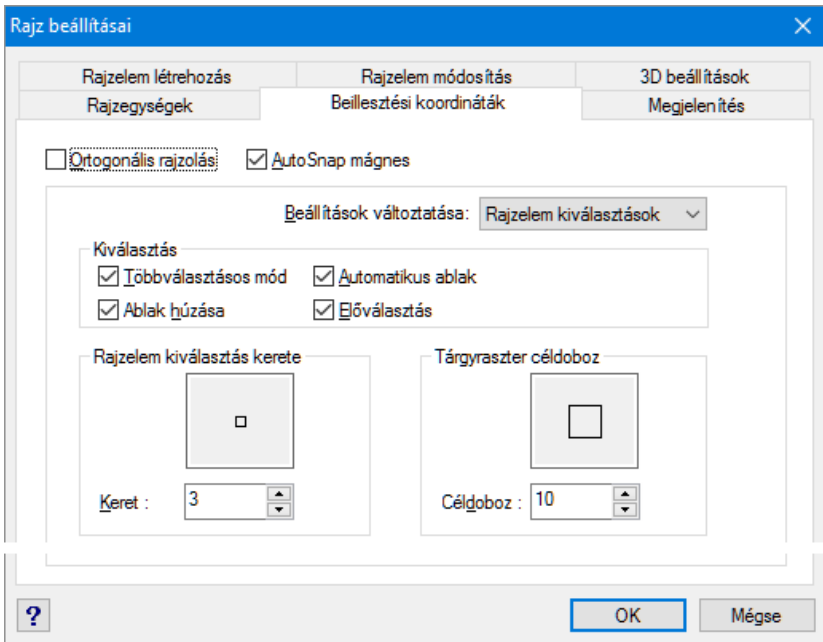 Rajz beállításai
Rajzelem létrehozás Rajzelem módosítás 3D beállítások
Rajzegységek Beillesztési koordináták Megjelenítés
Ortogonális rajzolás AutoSnap mágnes
Beállítások változtatása: Rajzelem kiválasztások
Kiválasztás
Többválasztásos mód Automatikus ablak
Ablak húzása Előválasztás
Rajzelem kiválasztás kerete Tárgyraszter céldoboz
Keret : 3 Céldoboz : 10
? OK Mégse